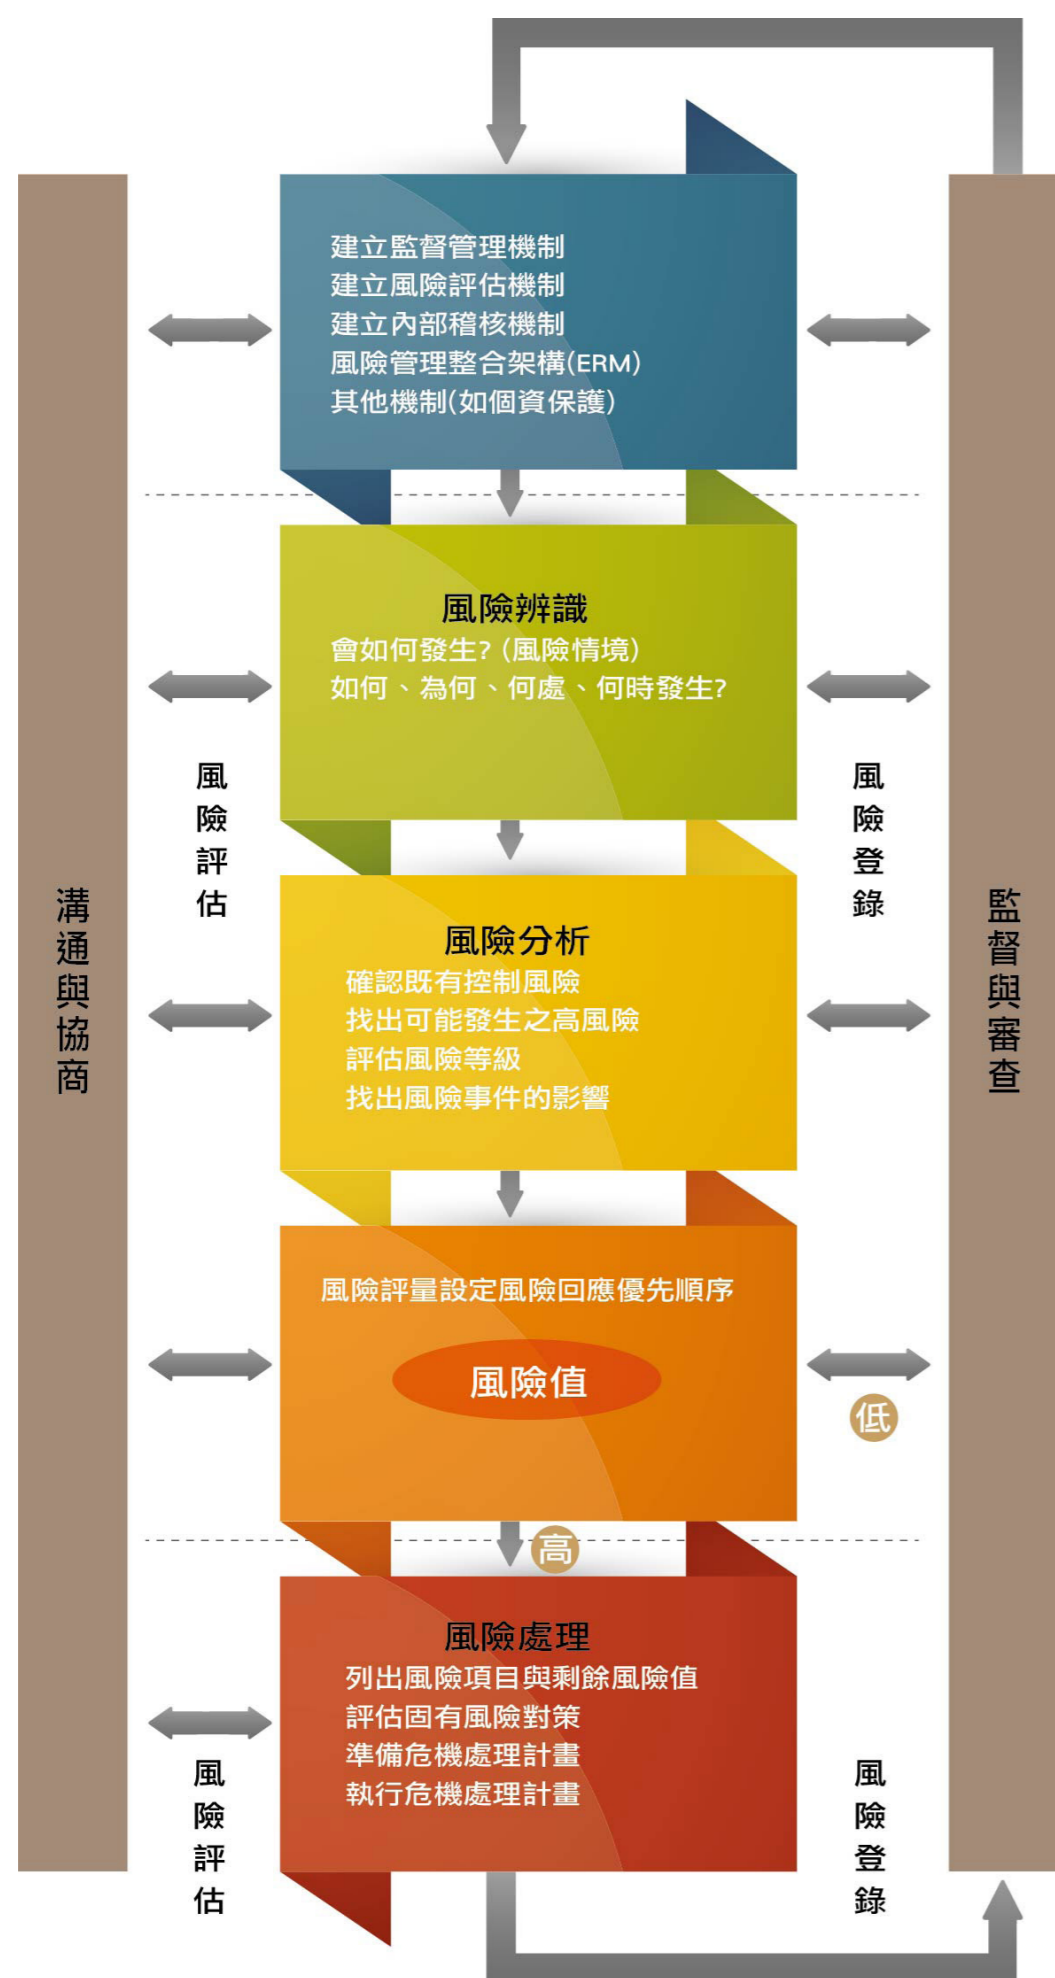 建立監督管理機制
建立風險評估機制
建立內部稽核機制
風險管理整合架構(ERM)
其他機制(如個資保護)
風險辨識
會如何發生?(風險情境)
如何、為何、何處、何時發生?
風險評估
風險登錄
溝通與協商
監督與審查
風險分析
確認既有控制風險
找出可能發生之高風險
評估風險等級
找出風險事件的影響
風險評量設定風險回應優先順序
風險值
低
高
風險處理
列出風險項目與剩餘風險值
評估固有風險對策
準備危機處理計畫
執行危機處理計畫
風險評估
風險登錄